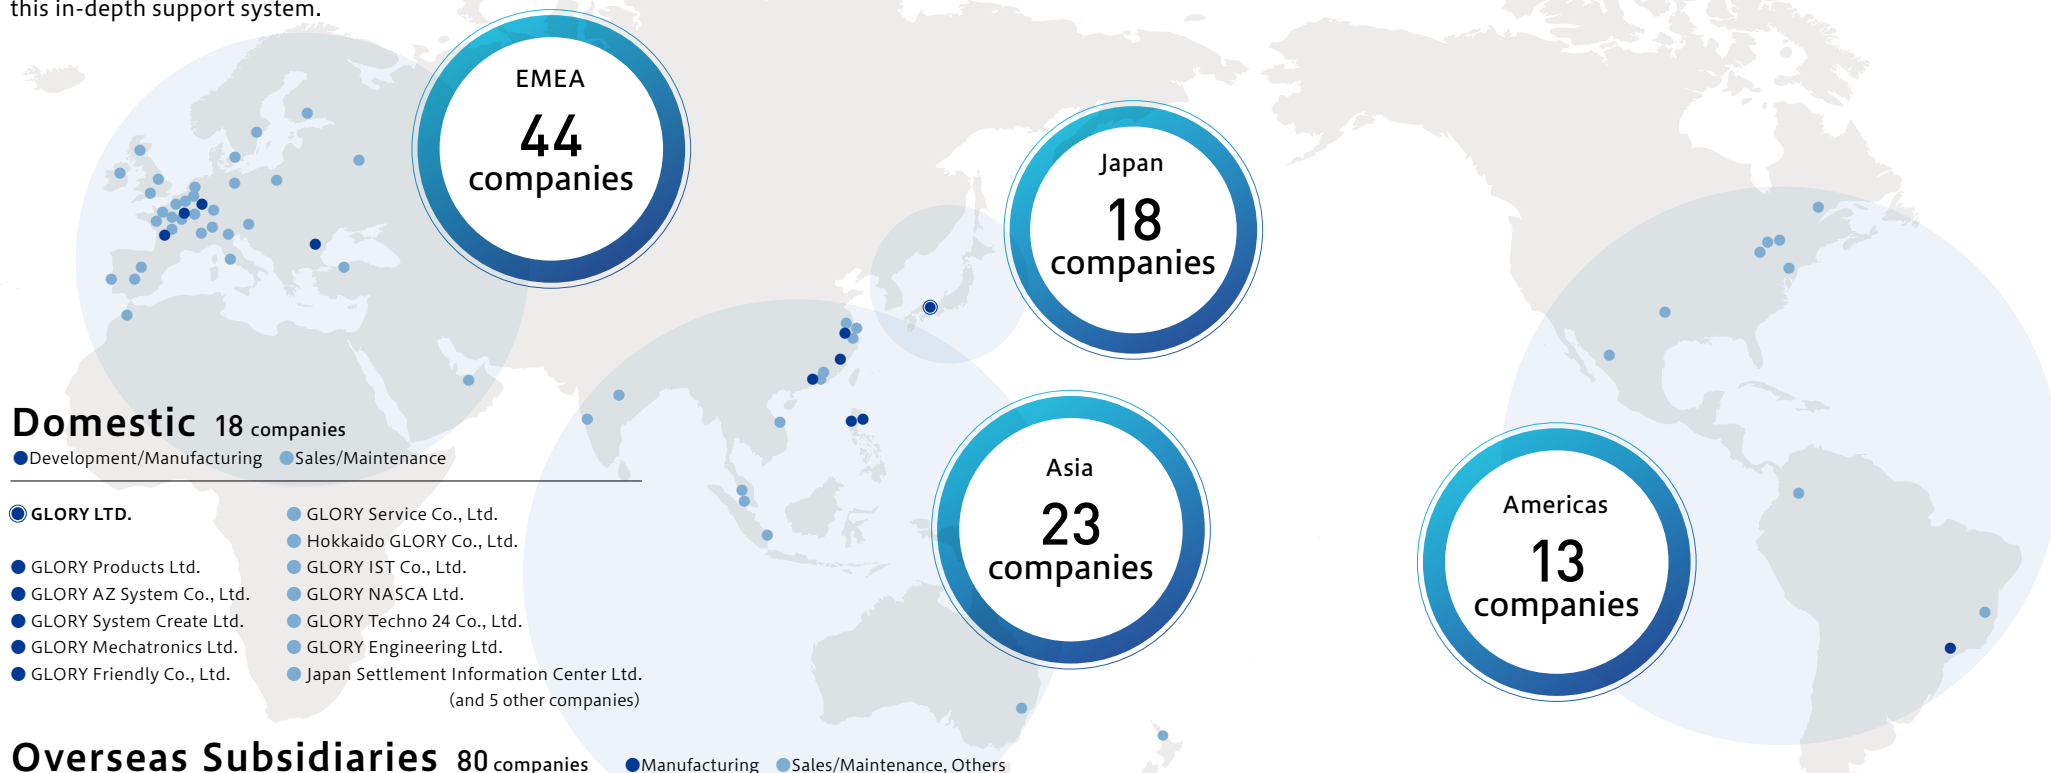 this in-depth support system.
EMEA
44
companies
Japan
18
companies
Asia
23
companies
Americas
13
companies
Domestic 18 companies
Development/Manufacturing Sales/Maintenance
GLORY LTD.
GLORY Products Ltd.
GLORY AZ System Co., Ltd.
GLORY System Create Ltd.
GLORY Mechatronics Ltd.
GLORY Friendly Co., Ltd.
GLORY Service Co., Ltd.
Hokkaido GLORY Co., Ltd.
GLORY IST Co., Ltd.
GLORY NASCA Ltd.
GLORY Techno 24 Co., Ltd.
GLORY Engineering Ltd.
Japan Settlement Information Center Ltd.
(and 5 other companies)
Overseas Subsidiaries 80 companies Manufacturing Sales/Maintenance, Others